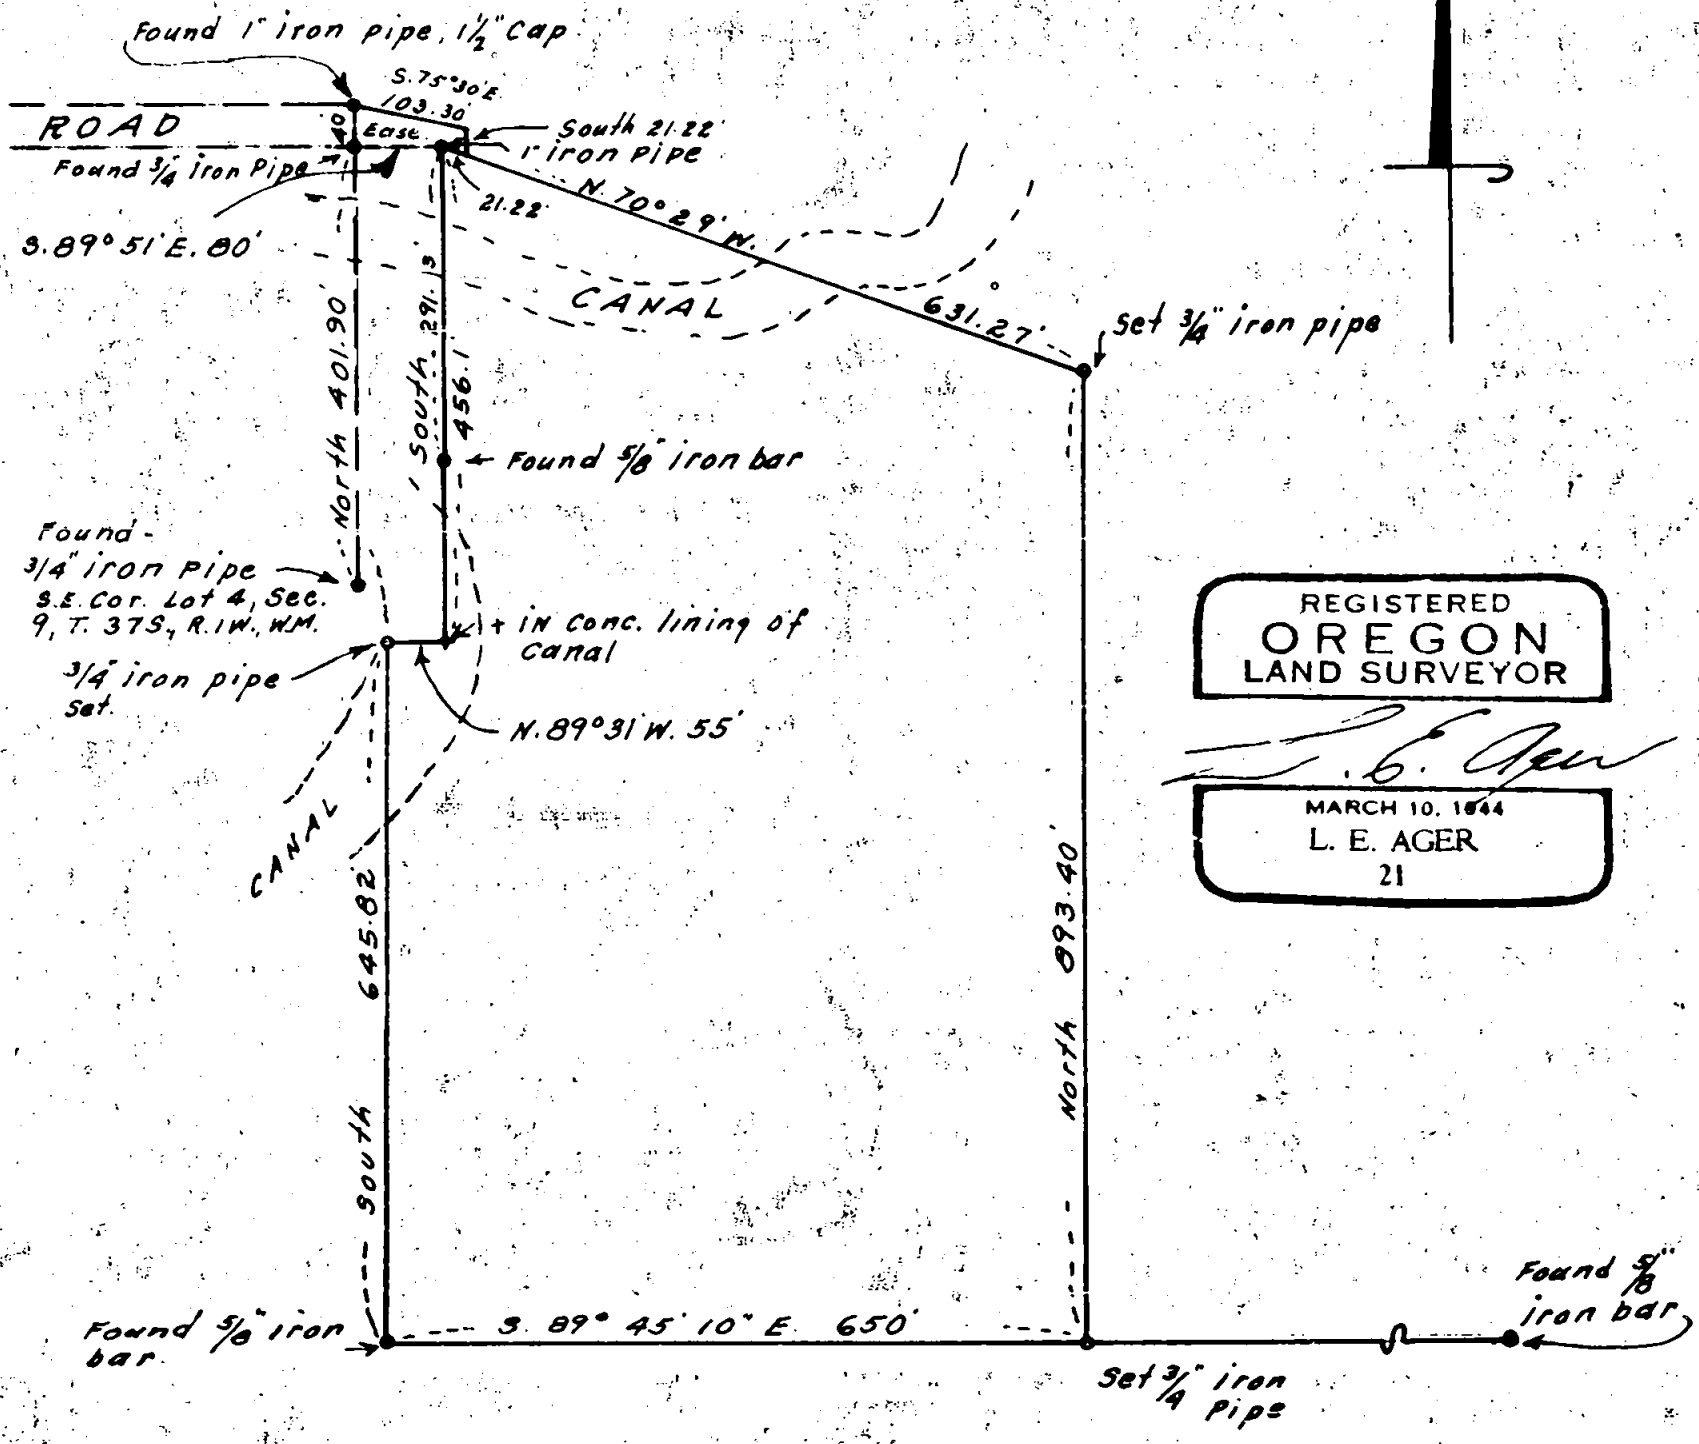 Found 1" iron pipe, 1½" Cap
S. 75° 30' E
103.30'
ROAD
40'
Ease.
South 21.22'
1" iron pipe
Found ¾" iron Pipe
21.22'
N. 70° 29' W.
631.27'
S. 89° 51' E. 80'
CANAL
North 401.90'
South 291.13
456.1'
Set ¾" iron pipe
Found ⅝" iron bar
Found -
3/4" iron Pipe
S.E. Cor. Lot 4, Sec.
9, T. 37S, R.1W., W.M.
+ in Conc. lining of
Canal
3/4" iron pipe
Set.
N. 89° 31' W. 55'
REGISTERED
OREGON
LAND SURVEYOR
L. E. Ager
MARCH 10, 1944
L. E. AGER
21
CANAL
South 645.82'
North 893.40'
Found ⅝" iron
bar.
S. 89° 45' 10" E. 650'
Found ⅝"
iron bar
Set ¾" iron
Pipe